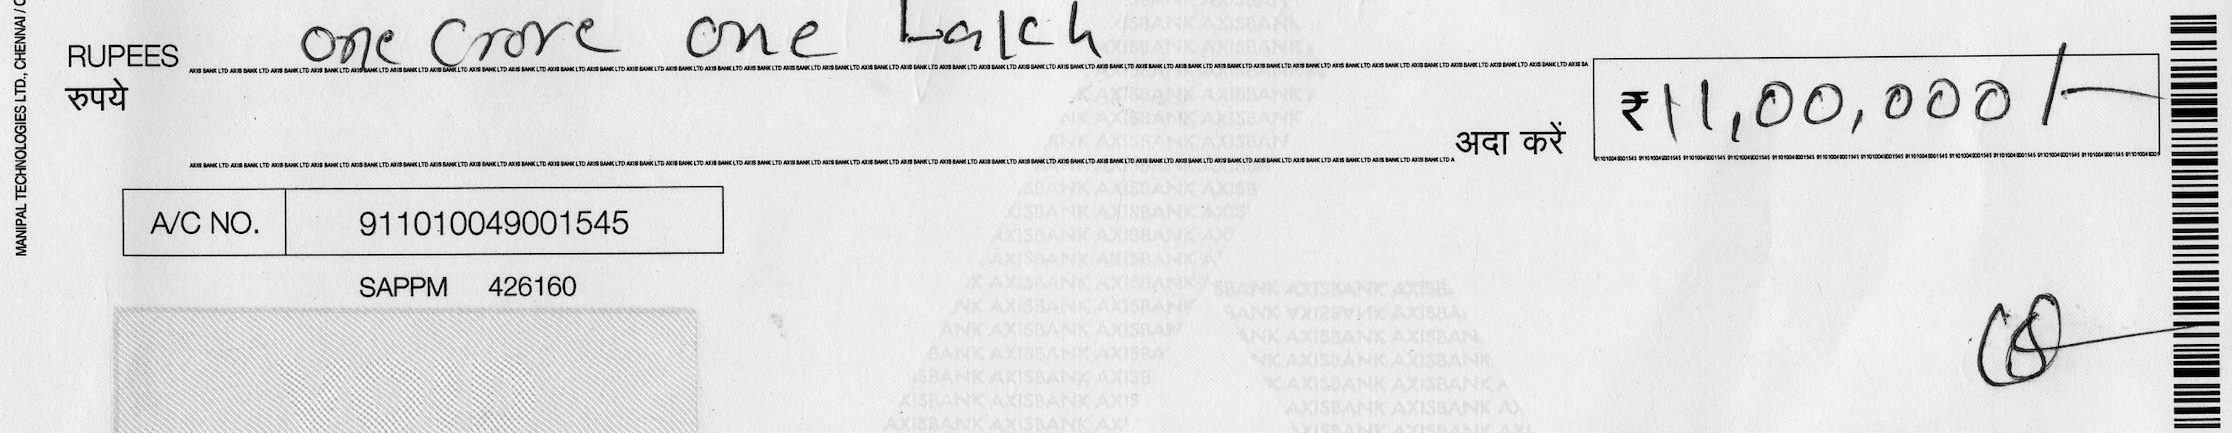 MANIPAL TECHNOLOGIES LTD., CHENNAI /
one Crore one Lakh
RUPEES
रुपये
₹11,00,000/-
अदा करें
A/C NO. 911010049001545
SAPPM 426160